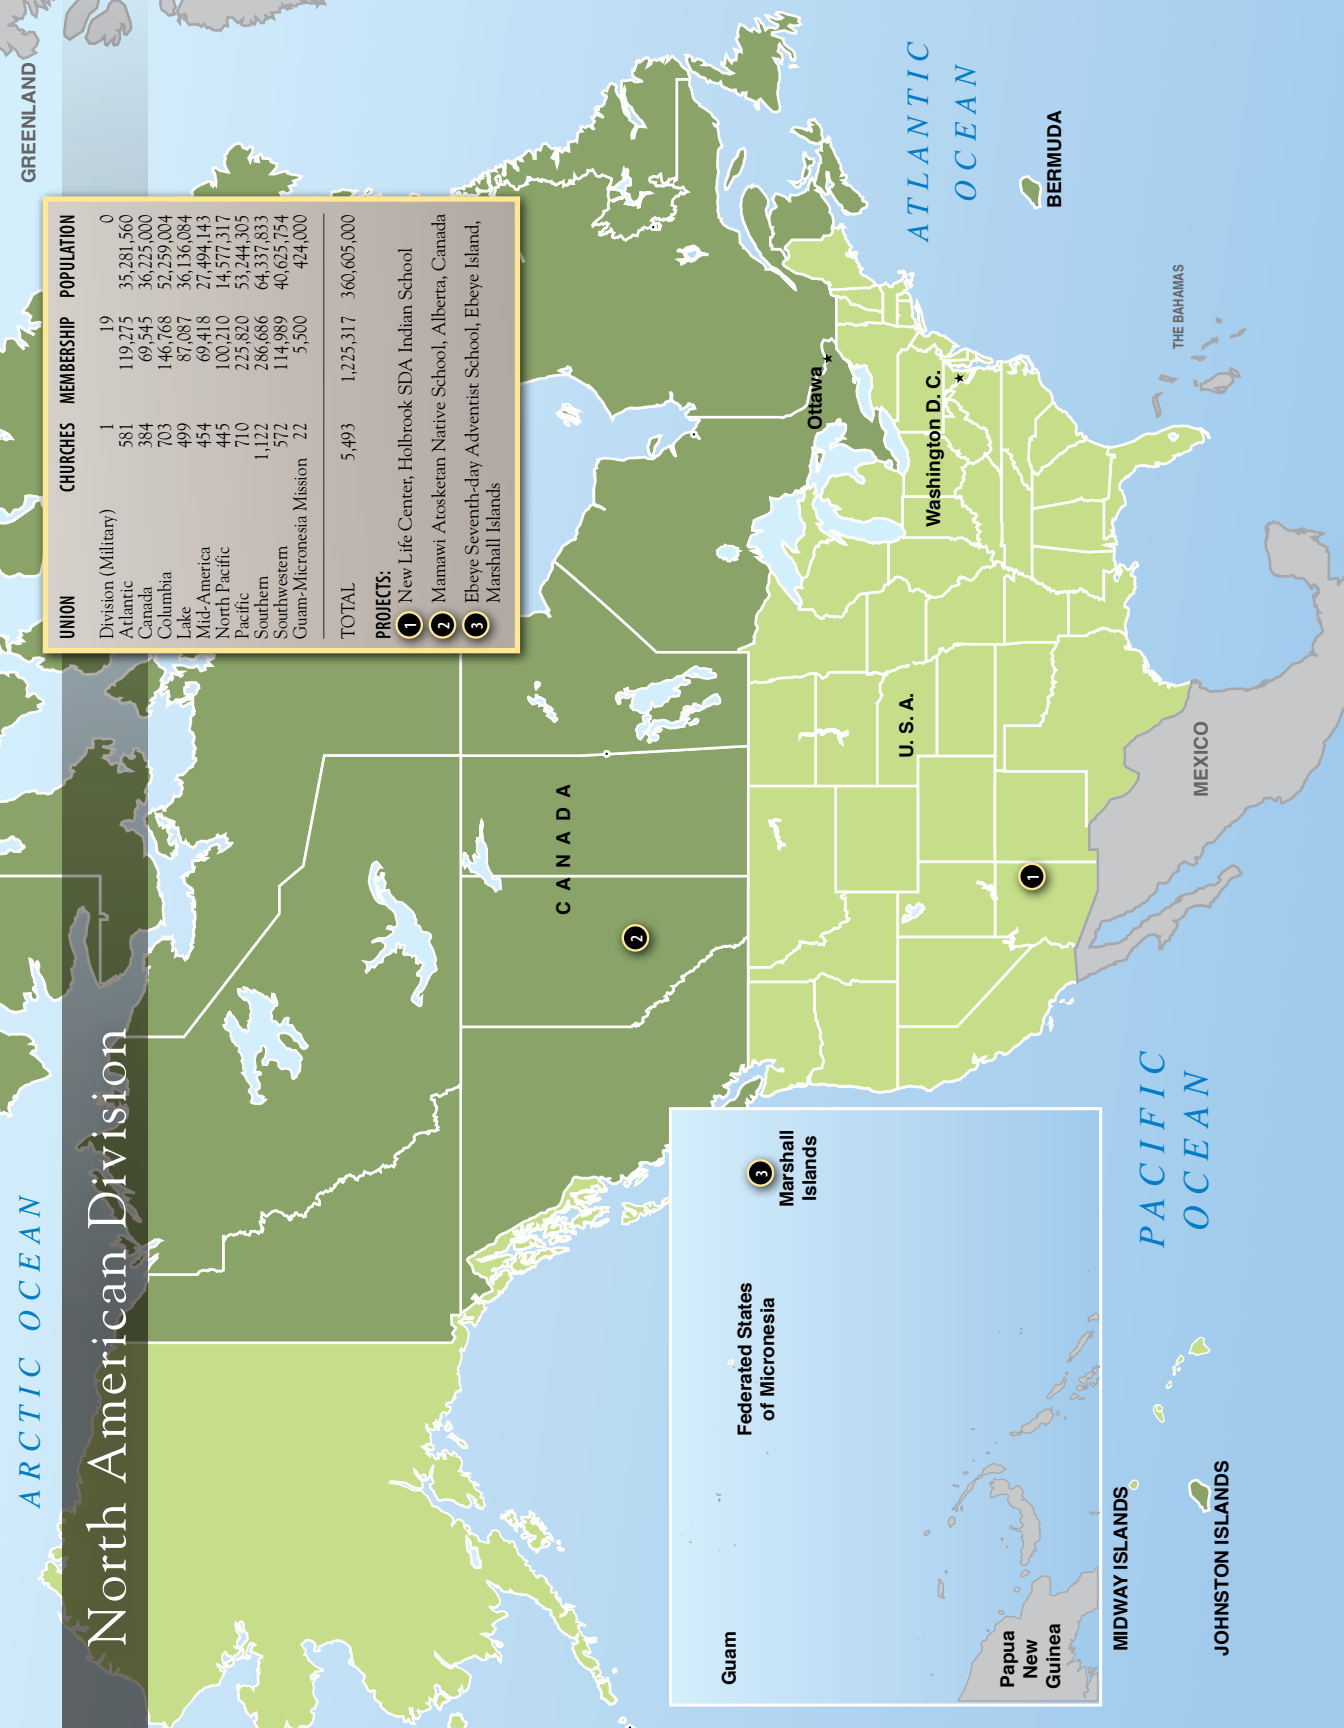 North American Division
UNION CHURCHES MEMBERSHIP POPULATION
Division (Military) 1 19 0
Atlantic 581 119,275 35,281,560
Canada 384 69,545 36,225,000
Columbia 703 146,768 52,259,004
Lake 499 87,087 36,136,084
Mid-America 454 69,418 27,494,143
North Pacific 445 100,210 14,577,317
Pacific 710 225,820 53,244,305
Southern 1,122 286,686 64,337,833
Southwestern 572 114,989 40,625,754
Guam-Micronesia Mission 22 5,500 424,000
TOTAL 5,493 1,225,317 360,605,000
PROJECTS:
1 New Life Center, Holbrook SDA Indian School
2 Mamawi Atosketan Native School, Alberta, Canada
3 Ebeye Seventh-day Adventist School, Ebeye Island,
Marshall Islands
ARCTIC OCEAN
GREENLAND
CANADA
2
Ottawa
Washington D. C.
U. S. A.
1
ATLANTIC
OCEAN
BERMUDA
THE BAHAMAS
MEXICO
PACIFIC
OCEAN
3
Marshall
Islands
Federated States
of Micronesia
Guam
Papua
New
Guinea
MIDWAY ISLANDS
JOHNSTON ISLANDS